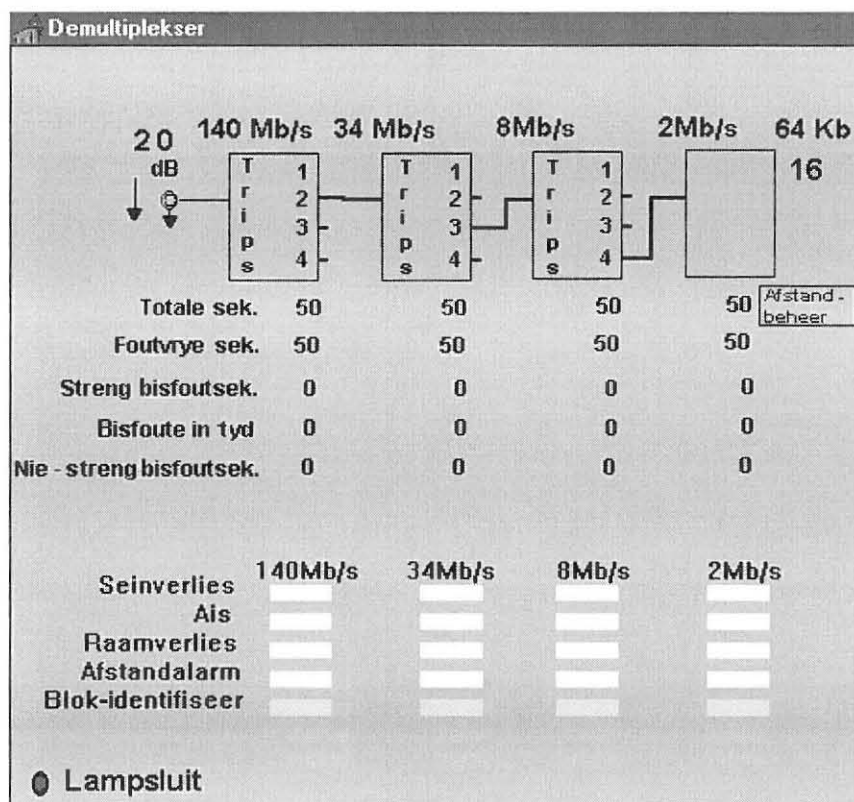 Demultiplekser
20 140 Mb/s 34 Mb/s 8Mb/s 2Mb/s 64 Kb
dB 16
Trips 1 2 3 4
Trips 1 2 3 4
Trips 1 2 3 4
Totale sek. 50 50 50 50
Afstand-
beheer
Foutvrye sek. 50 50 50 50
Streng bisfoutsek. 0 0 0 0
Bisfoute in tyd 0 0 0 0
Nie - streng bisfoutsek. 0 0 0 0
140Mb/s 34Mb/s 8Mb/s 2Mb/s
Seinverlies
Ais
Raamverlies
Afstandalarm
Blok-identifiseer
Lampsluit